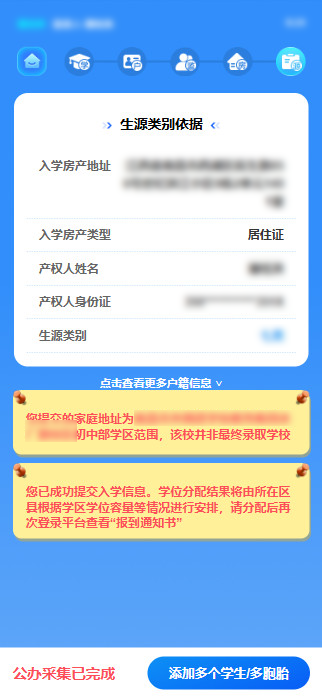 生源类别依据
入学房产地址
入学房产类型 居住证
产权人姓名
产权人身份证
生源类别
点击查看更多户籍信息
您提交的家庭地址为
初中部学区范围，该校并非最终录取学校
您已成功提交入学信息。学位分配结果将由所在区
县根据学区学位容量等情况进行安排，请分配后再
次登录平台查看“报到通知书”
公办采集已完成 添加多个学生/多胞胎